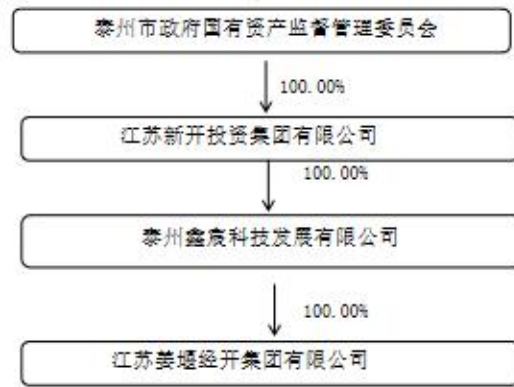 泰州市政府国有资产监督管理委员会
100.00%
江苏新开投资集团有限公司
100.00%
泰州鑫宸科技发展有限公司
100.00%
江苏姜堰经开集团有限公司